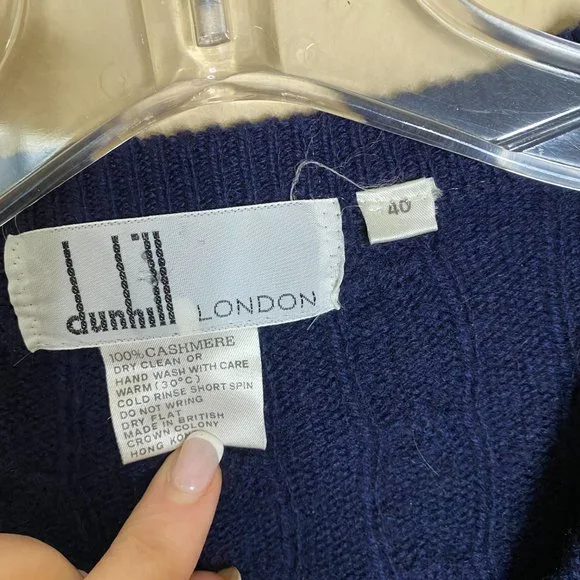 dunhill
LONDON
40
100% CASHMERE
DRY CLEAN OR
HAND WASH WITH CARE
WARM (30°C)
COLD RINSE SHORT SPIN
DO NOT WRING
DRY FLAT
MADE IN BRITISH
CROWN COLONY
HONG